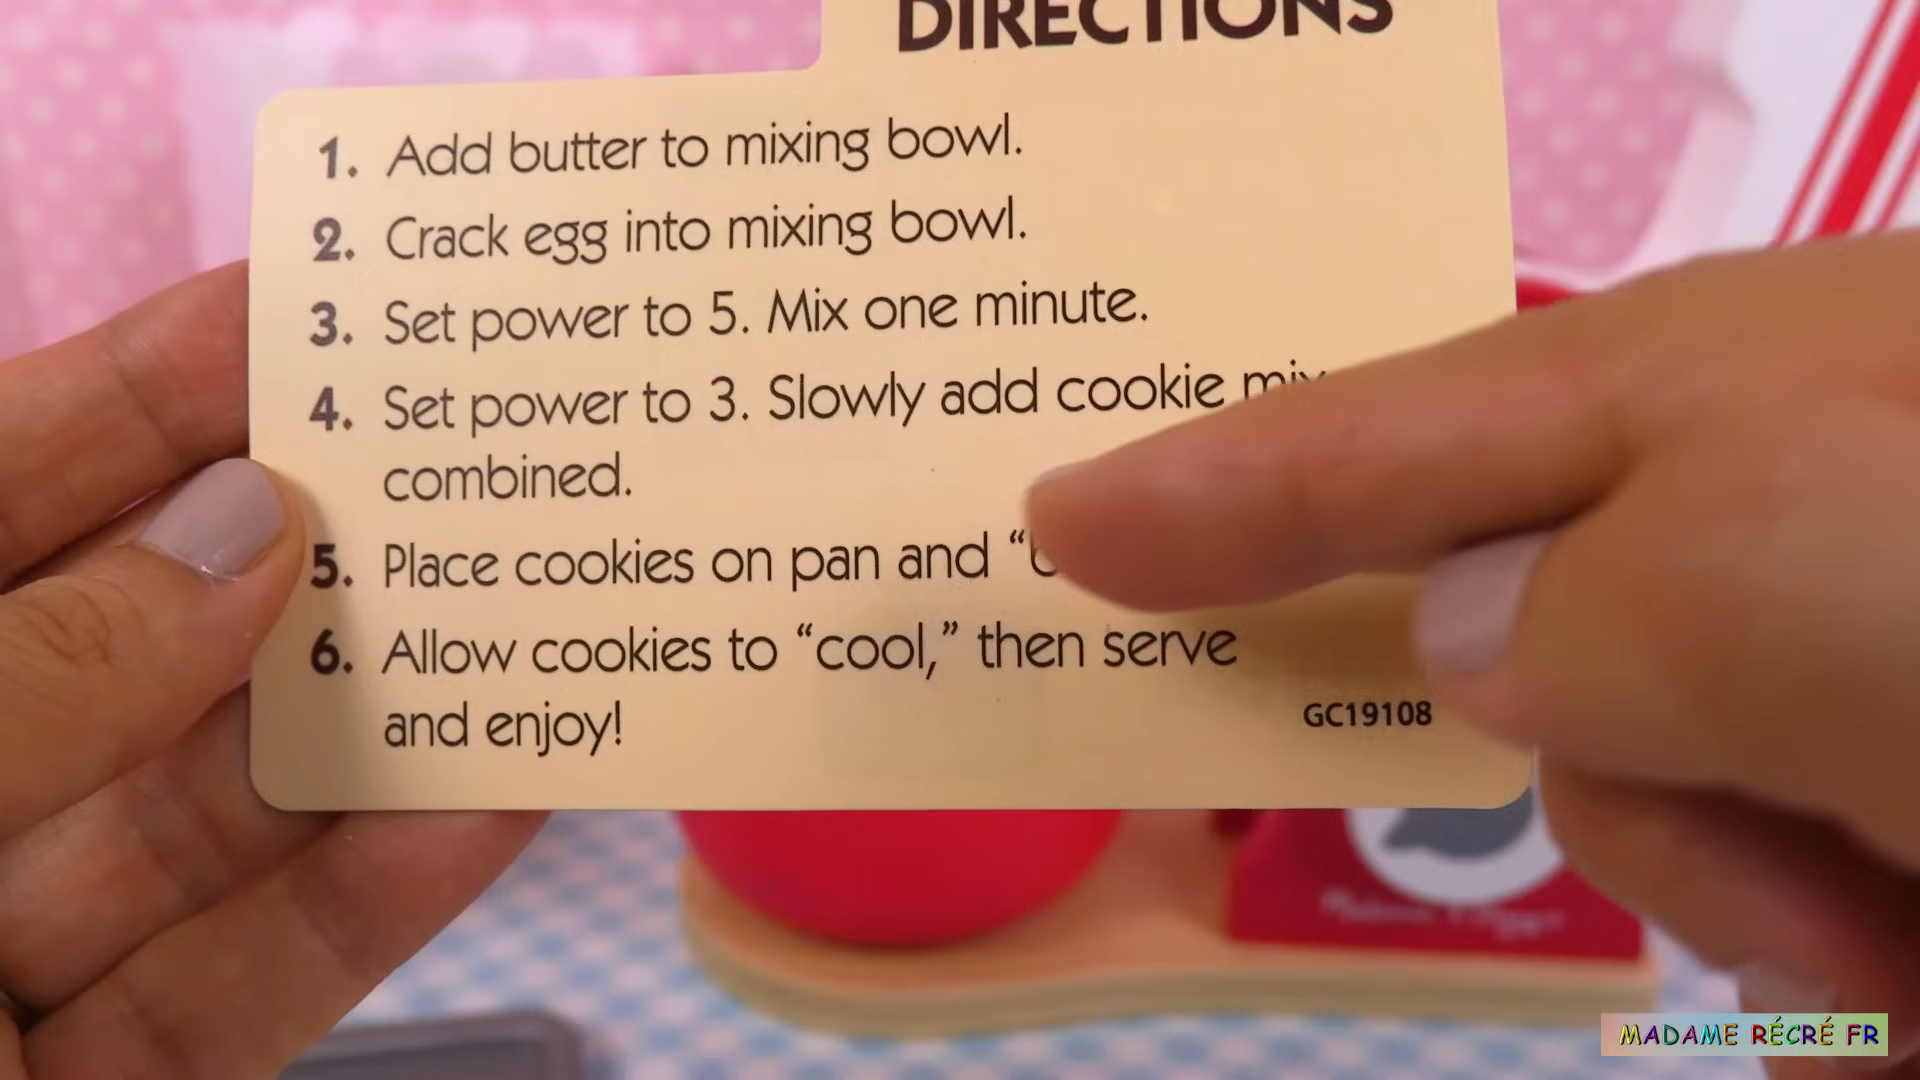 DIRECTIONS
1. Add butter to mixing bowl.
2. Crack egg into mixing bowl.
3. Set power to 5. Mix one minute.
4. Set power to 3. Slowly add cookie mix
combined.
5. Place cookies on pan and “
6. Allow cookies to “cool,” then serve
and enjoy!
GC19108
MADAME RÉCRÉ FR